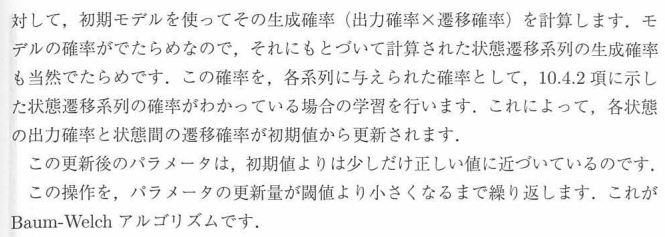 対して，初期モデルを使ってその生成確率（出力確率×遷移確率）を計算します．モ
デルの確率がでたらめなので，それにもとづいて計算された状態遷移系列の生成確率
も当然でたらめです．この確率を，各系列に与えられた確率として，10.4.2 項に示し
た状態遷移系列の確率がわかっている場合の学習を行います．これによって，各状態
の出力確率と状態間の遷移確率が初期値から更新されます．
この更新後のパラメータは，初期値よりは少しだけ正しい値に近づいているのです．
この操作を，パラメータの更新量が閾値より小さくなるまで繰り返します．これが
Baum-Welch アルゴリズムです．